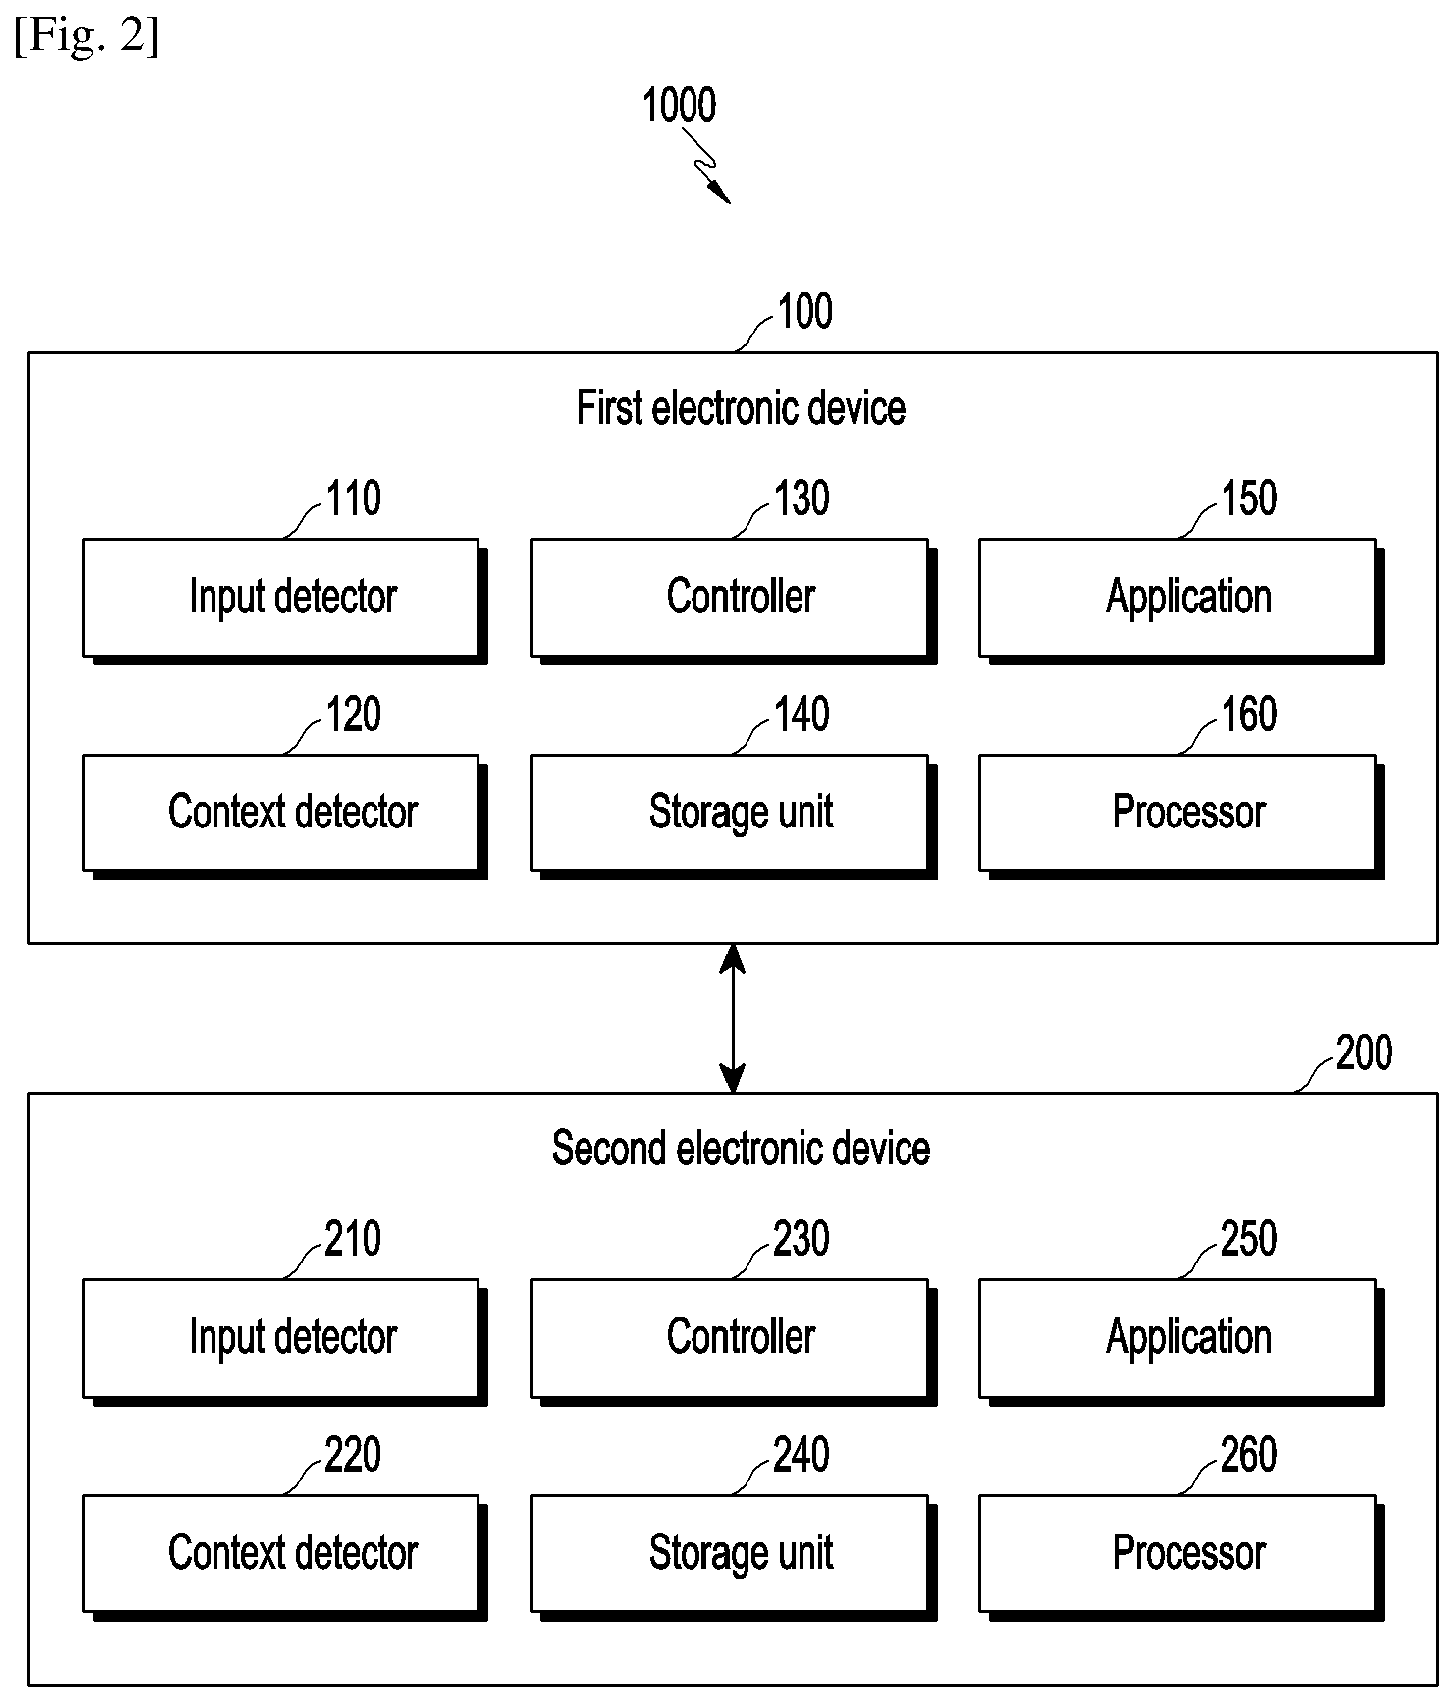 [Fig. 2]
1000
100
First electronic device
110 130 150
Input detector Controller Application
120 140 160
Context detector Storage unit Processor
200
Second electronic device
210 230 250
Input detector Controller Application
220 240 260
Context detector Storage unit Processor